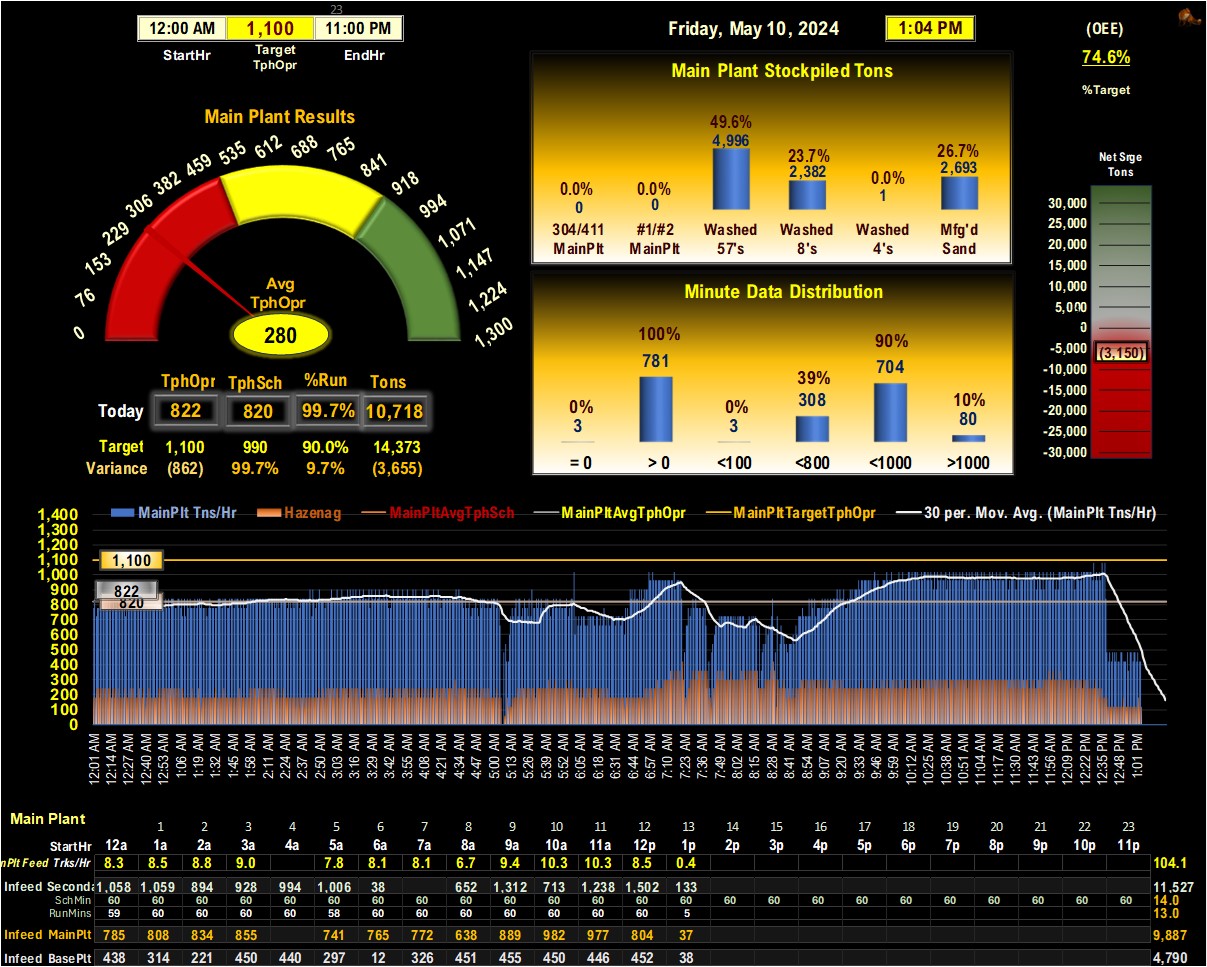 23
12:00 AM 1,100 11:00 PM
StartHr Target TphOpr EndHr
Friday, May 10, 2024 1:04 PM
(OEE)
74.6%
%Target
Main Plant Results
0 76 153 229 306 382 459 535 612 688 765 841 918 994 1,071 1,147 1,224 1,300
Avg
TphOpr
280
TphOpr TphSch %Run Tons
Today 822 820 99.7% 10,718
Target 1,100 990 90.0% 14,373
Variance (862) 99.7% 9.7% (3,655)
Main Plant Stockpiled Tons
0.0% 0.0% 49.6% 23.7% 0.0% 26.7%
0 0 4,996 2,382 1 2,693
304/411 #1/#2 Washed Washed Washed Mfg'd
MainPlt MainPlt 57's 8's 4's Sand
Minute Data Distribution
0% 100% 0% 39% 90% 10%
3 781 3 308 704 80
= 0 > 0 <100 <800 <1000 >1000
Net Srge
Tons
30,000
25,000
20,000
15,000
10,000
5,000
0
-5,000
(3,150)
-10,000
-15,000
-20,000
-25,000
-30,000
MainPlt Tns/Hr Hazenag MainPltAvgTphSch MainPltAvgTphOpr MainPltTargetTphOpr 30 per. Mov. Avg. (MainPlt Tns/Hr)
1,400
1,300
1,200
1,100
1,000
900
800
700
600
500
400
300
200
100
0
1,100
822
820
12:01 AM 12:14 AM 12:27 AM 12:40 AM 12:53 AM 1:06 AM 1:19 AM 1:32 AM 1:45 AM 1:58 AM 2:11 AM 2:24 AM 2:37 AM 2:50 AM 3:03 AM 3:16 AM 3:29 AM 3:42 AM 3:55 AM 4:08 AM 4:21 AM 4:34 AM 4:47 AM 5:00 AM 5:13 AM 5:26 AM 5:39 AM 5:52 AM 6:05 AM 6:18 AM 6:31 AM 6:44 AM 6:57 AM 7:10 AM 7:23 AM 7:36 AM 7:49 AM 8:02 AM 8:15 AM 8:28 AM 8:41 AM 8:54 AM 9:07 AM 9:20 AM 9:33 AM 9:46 AM 9:59 AM 10:12 AM 10:25 AM 10:38 AM 10:51 AM 11:04 AM 11:17 AM 11:30 AM 11:43 AM 11:56 AM 12:09 PM 12:22 PM 12:35 PM 12:48 PM 1:01 PM
Main Plant
1 2 3 4 5 6 7 8 9 10 11 12 13 14 15 16 17 18 19 20 21 22 23
StartHr 12a 1a 2a 3a 4a 5a 6a 7a 8a 9a 10a 11a 12p 1p 2p 3p 4p 5p 6p 7p 8p 9p 10p 11p
nPlt Feed Trks/Hr 8.3 8.5 8.8 9.0 7.8 8.1 8.1 6.7 9.4 10.3 10.3 8.5 0.4 104.1
Infeed Seconda 1,058 1,059 894 928 994 1,006 38 652 1,312 713 1,238 1,502 133 11,527
SchMin 60 60 60 60 60 60 60 60 60 60 60 60 60 60 60 60 60 60 60 60 60 60 60 60 14.0
RunMins 59 60 60 60 60 58 60 60 60 60 60 60 60 5 13.0
Infeed MainPlt 785 808 834 855 741 765 772 638 889 982 977 804 37 9,887
Infeed BasePlt 438 314 221 450 440 297 12 326 451 455 450 446 452 38 4,790